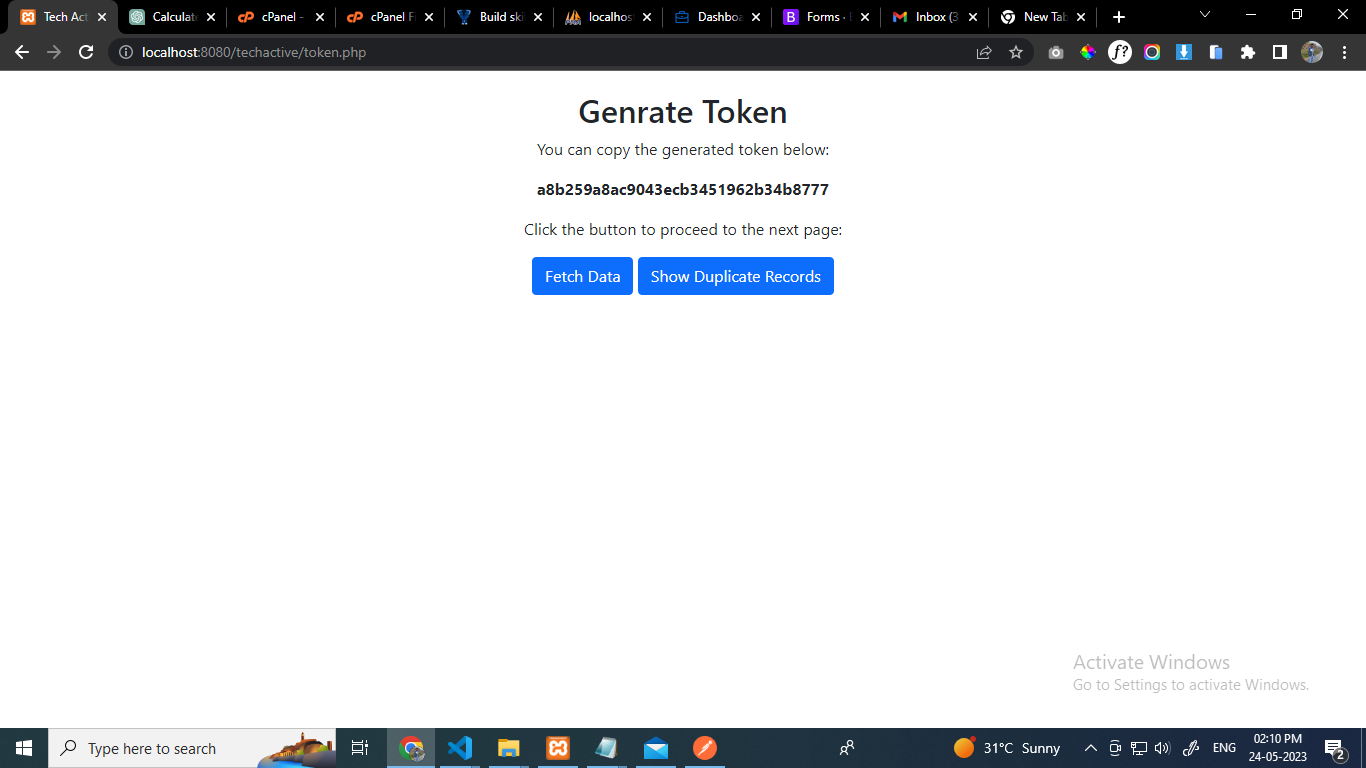 Tech Act
Calculate
cPanel -
cPanel Fi
Build ski
localhos
Dashboa
Forms ·
Inbox (3
New Tab
localhost:8080/techactive/token.php
f?
Genrate Token
You can copy the generated token below:
a8b259a8ac9043ecb3451962b34b8777
Click the button to proceed to the next page:
Fetch Data
Show Duplicate Records
Activate Windows
Go to Settings to activate Windows.
Type here to search
31°C Sunny
ENG
02:10 PM
24-05-2023
2